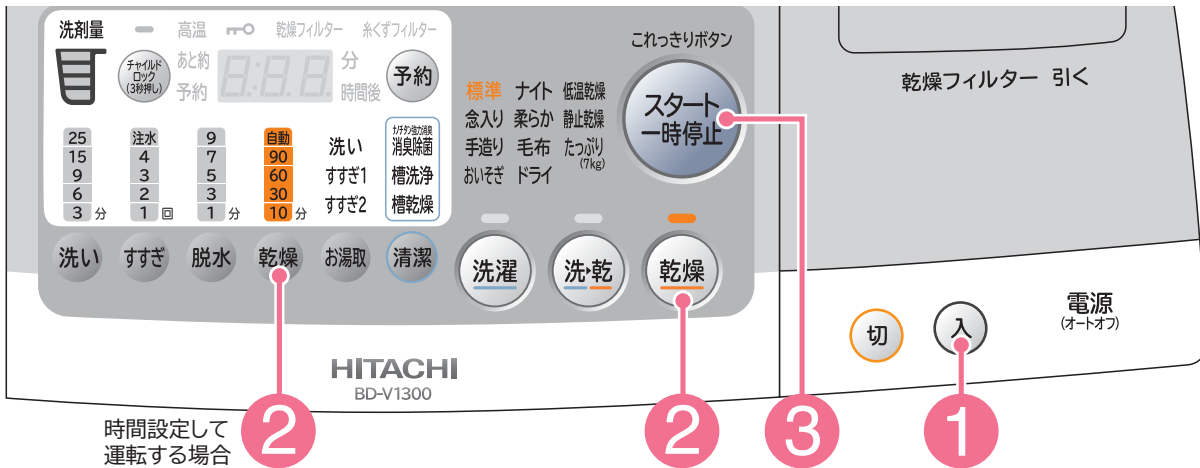 洗剤量
高温
乾燥フィルター
糸くずフィルター
チャイルド
ロック
(3秒押し)
あと約
予約
8:8.8
分
時間後
予約
25
15
9
6
3 分
注水
4
3
2
1 回
9
7
5
3
1 分
自動
90
60
30
10 分
洗い
すすぎ1
すすぎ2
消臭除菌
槽洗浄
槽乾燥
洗い
すすぎ
脱水
乾燥
お湯取
清潔
標準
念入り
手造り
おいそぎ
ナイト
柔らか
毛布
ドライ
低温乾燥
静止乾燥
たっぷり
(7kg)
これっきりボタン
スタート
一時停止
洗濯
洗・乾
乾燥
乾燥フィルター 引く
切
入
電源
(オートオフ)
HITACHI
BD-V1300
時間設定して
運転する場合
2
2
3
1